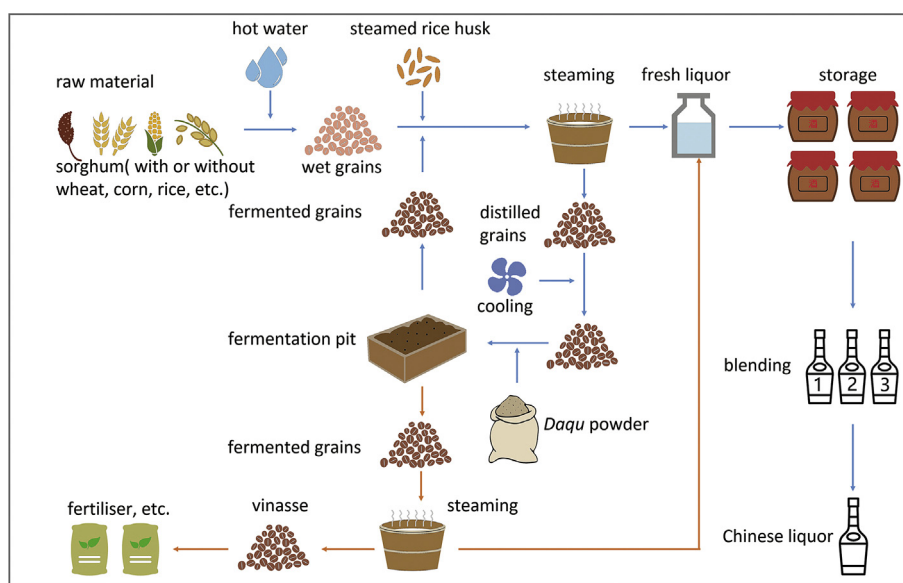 hot water
steamed rice husk
raw material
steaming
fresh liquor
storage
sorghum( with or without
wheat, corn, rice, etc.)
wet grains
fermented grains
distilled
grains
cooling
fermentation pit
blending
1
2
3
Daqu powder
fermented grains
fertiliser, etc.
vinasse
steaming
Chinese liquor